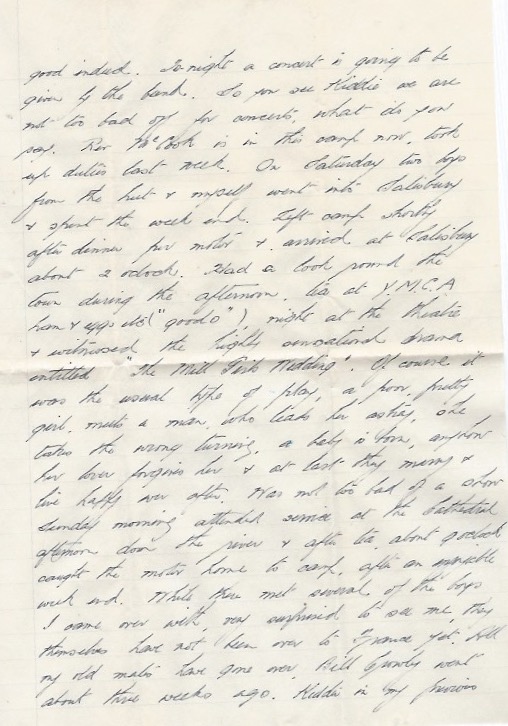 good indeed. To-night a concert is going to be
given by the band. So you see Kiddie we are
not too bad off for concerts, what do you
say. Rev McCook is in this camp now, took
up duties last week. On Saturday two boys
from the hut & myself went into Salisbury
& spent the week end. Left camp shortly
after dinner per motor & arrived at Salisbury
about 2 oclock. Had a look round the
town during the afternoon, tea at Y.M.C.A
ham & eggs etc ("good o"), night at the theatre
& witnessed the highly sensational drama
entitled "The Mill Girls Wedding". Of course it
was the usual type of play, a poor pretty
girl, meets a man, who leads her astray, she
takes the wrong turning, a baby is born, anyhow
her lover forgives her & at last they marry &
live happy ever after. Was not too bad of a show
Sunday morning attended service at the Cathedral
afternoon down the river & after tea, about oclock
caught the motor home to camp, after an enjoyable
week end. While there met several of the boys
I came over with, very surprised to see me, they
themselves have not been over to France yet. All
my old mates have gone over, Bill went
about three weeks ago. Kiddie in my previous